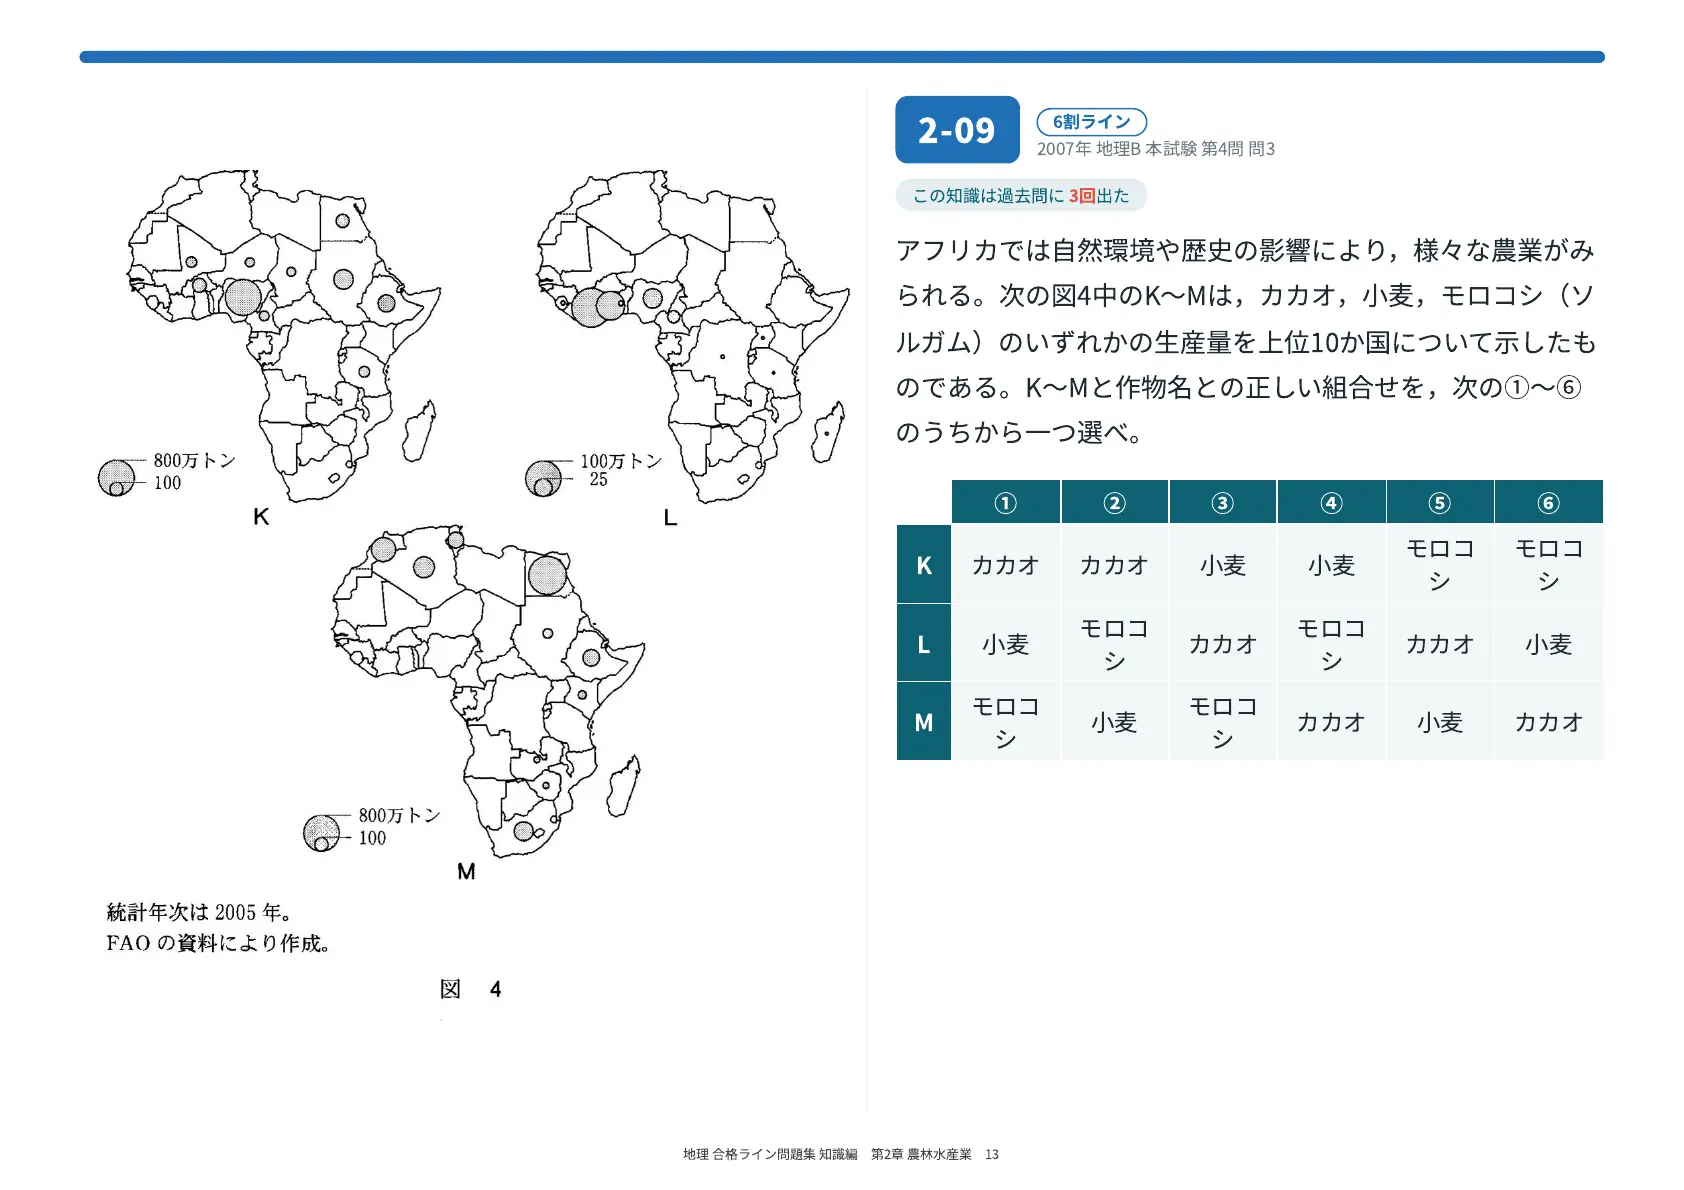 800万トン
100
K
100万トン
25
L
800万トン
100
M
統計年次は 2005 年。
FAO の資料により作成。
図 4
2-09
6割ライン
2007年 地理B 本試験 第4問 問3
この知識は過去問に 3回出た
アフリカでは自然環境や歴史の影響により，様々な農業がみ
られる。次の図4中のK〜Mは，カカオ，小麦，モロコシ（ソ
ルガム）のいずれかの生産量を上位10か国について示したも
のである。K〜Mと作物名との正しい組合せを，次の①〜⑥
のうちから一つ選べ。
① ② ③ ④ ⑤ ⑥
K カカオ カカオ 小麦 小麦 モロコシ モロコシ
L 小麦 モロコシ カカオ モロコシ カカオ 小麦
M モロコシ 小麦 モロコシ カカオ 小麦 カカオ
地理 合格ライン問題集 知識編 第2章 農林水産業 13